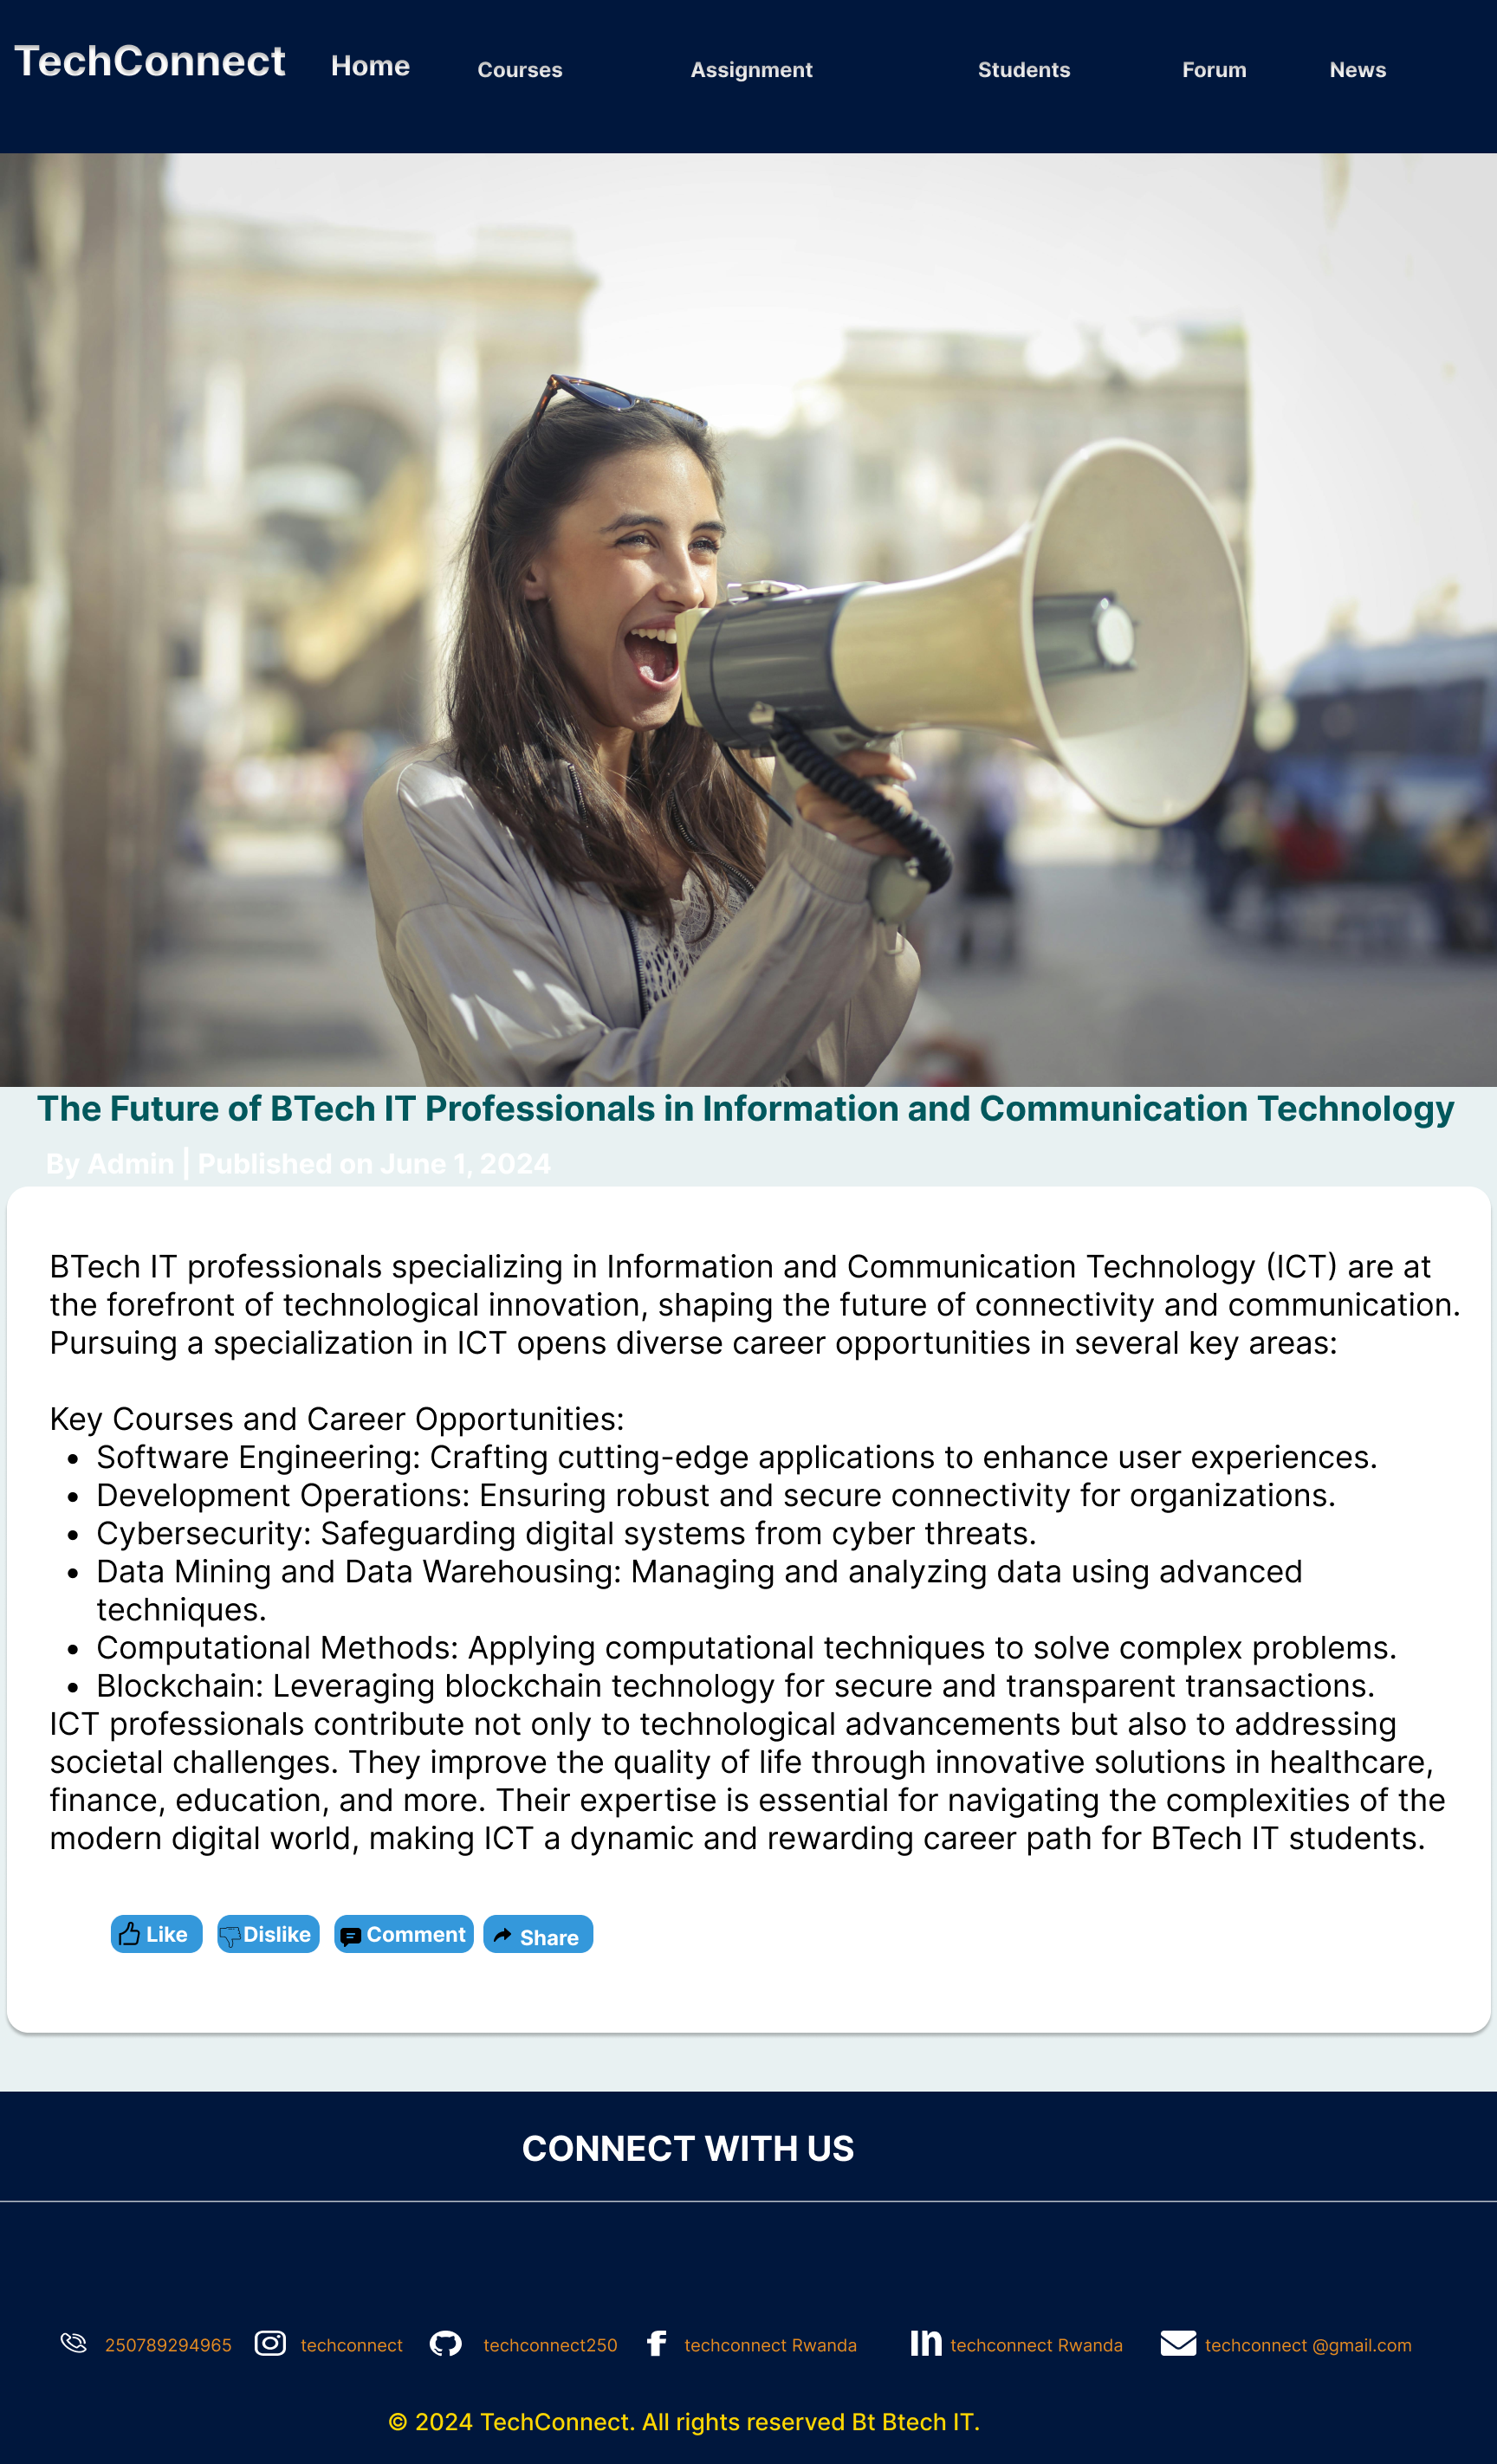 TechConnect Home Courses Assignment Students Forum News
The Future of BTech IT Professionals in Information and Communication Technology
By Admin | Published on June 1, 2024
BTech IT professionals specializing in Information and Communication Technology (ICT) are at
the forefront of technological innovation, shaping the future of connectivity and communication.
Pursuing a specialization in ICT opens diverse career opportunities in several key areas:
Key Courses and Career Opportunities:
• Software Engineering: Crafting cutting-edge applications to enhance user experiences.
• Development Operations: Ensuring robust and secure connectivity for organizations.
• Cybersecurity: Safeguarding digital systems from cyber threats.
• Data Mining and Data Warehousing: Managing and analyzing data using advanced
techniques.
• Computational Methods: Applying computational techniques to solve complex problems.
• Blockchain: Leveraging blockchain technology for secure and transparent transactions.
ICT professionals contribute not only to technological advancements but also to addressing
societal challenges. They improve the quality of life through innovative solutions in healthcare,
finance, education, and more. Their expertise is essential for navigating the complexities of the
modern digital world, making ICT a dynamic and rewarding career path for BTech IT students.
Like Dislike Comment Share
CONNECT WITH US
250789294965 techconnect techconnect250 techconnect Rwanda techconnect Rwanda techconnect @gmail.com
© 2024 TechConnect. All rights reserved Bt Btech IT.